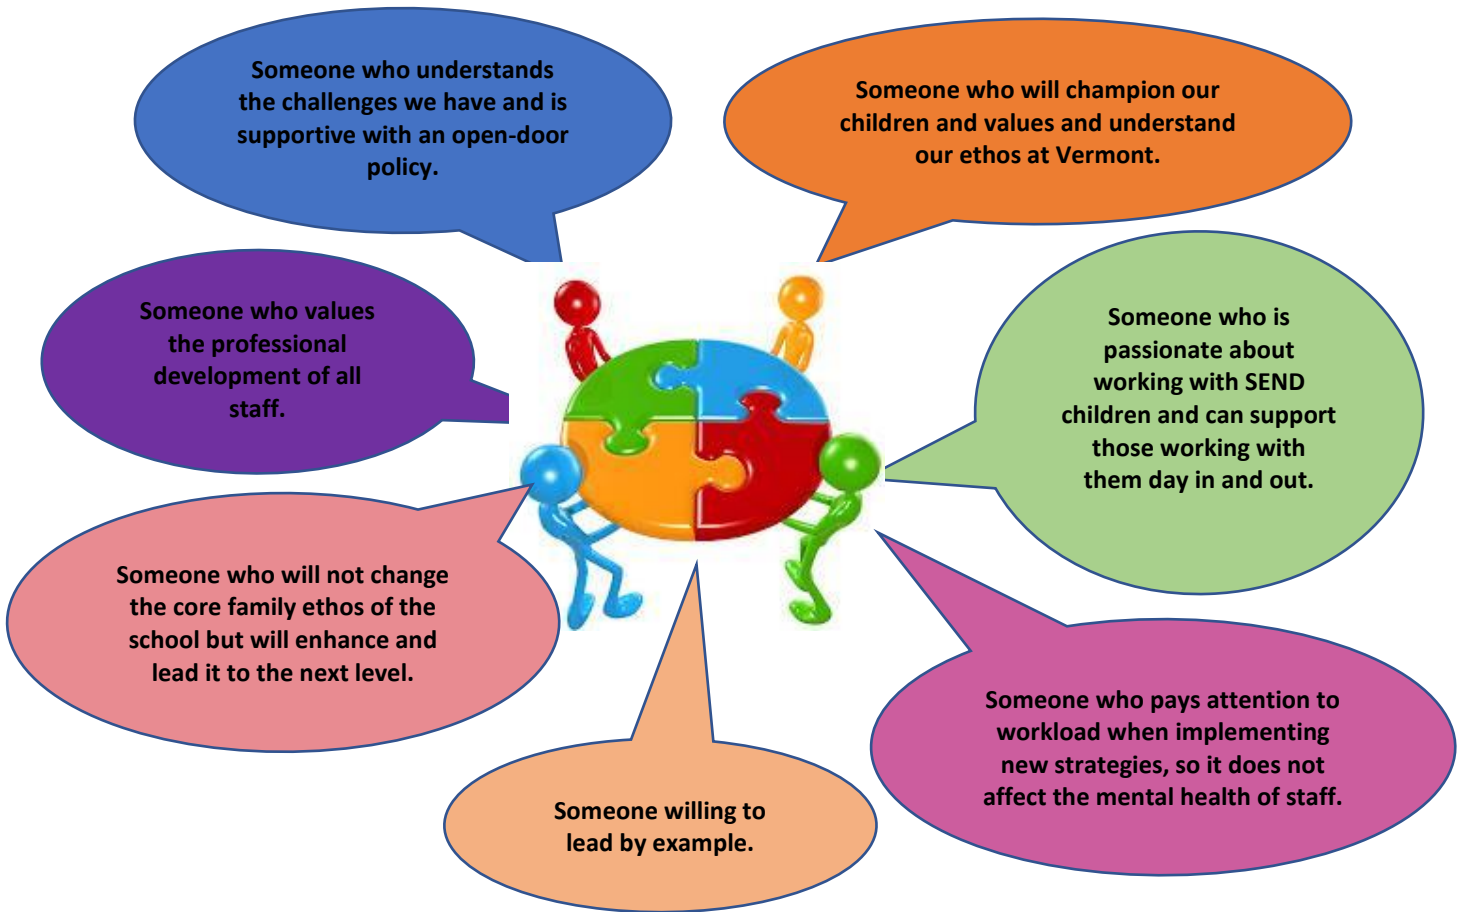 Someone who understands
the challenges we have and is
supportive with an open-door
policy.
Someone who will champion our
children and values and understand
our ethos at Vermont.
Someone who values
the professional
development of all
staff.
Someone who is
passionate about
working with SEND
children and can support
those working with
them day in and out.
Someone who will not change
the core family ethos of the
school but will enhance and
lead it to the next level.
Someone who pays attention to
workload when implementing
new strategies, so it does not
affect the mental health of staff.
Someone willing to
lead by example.